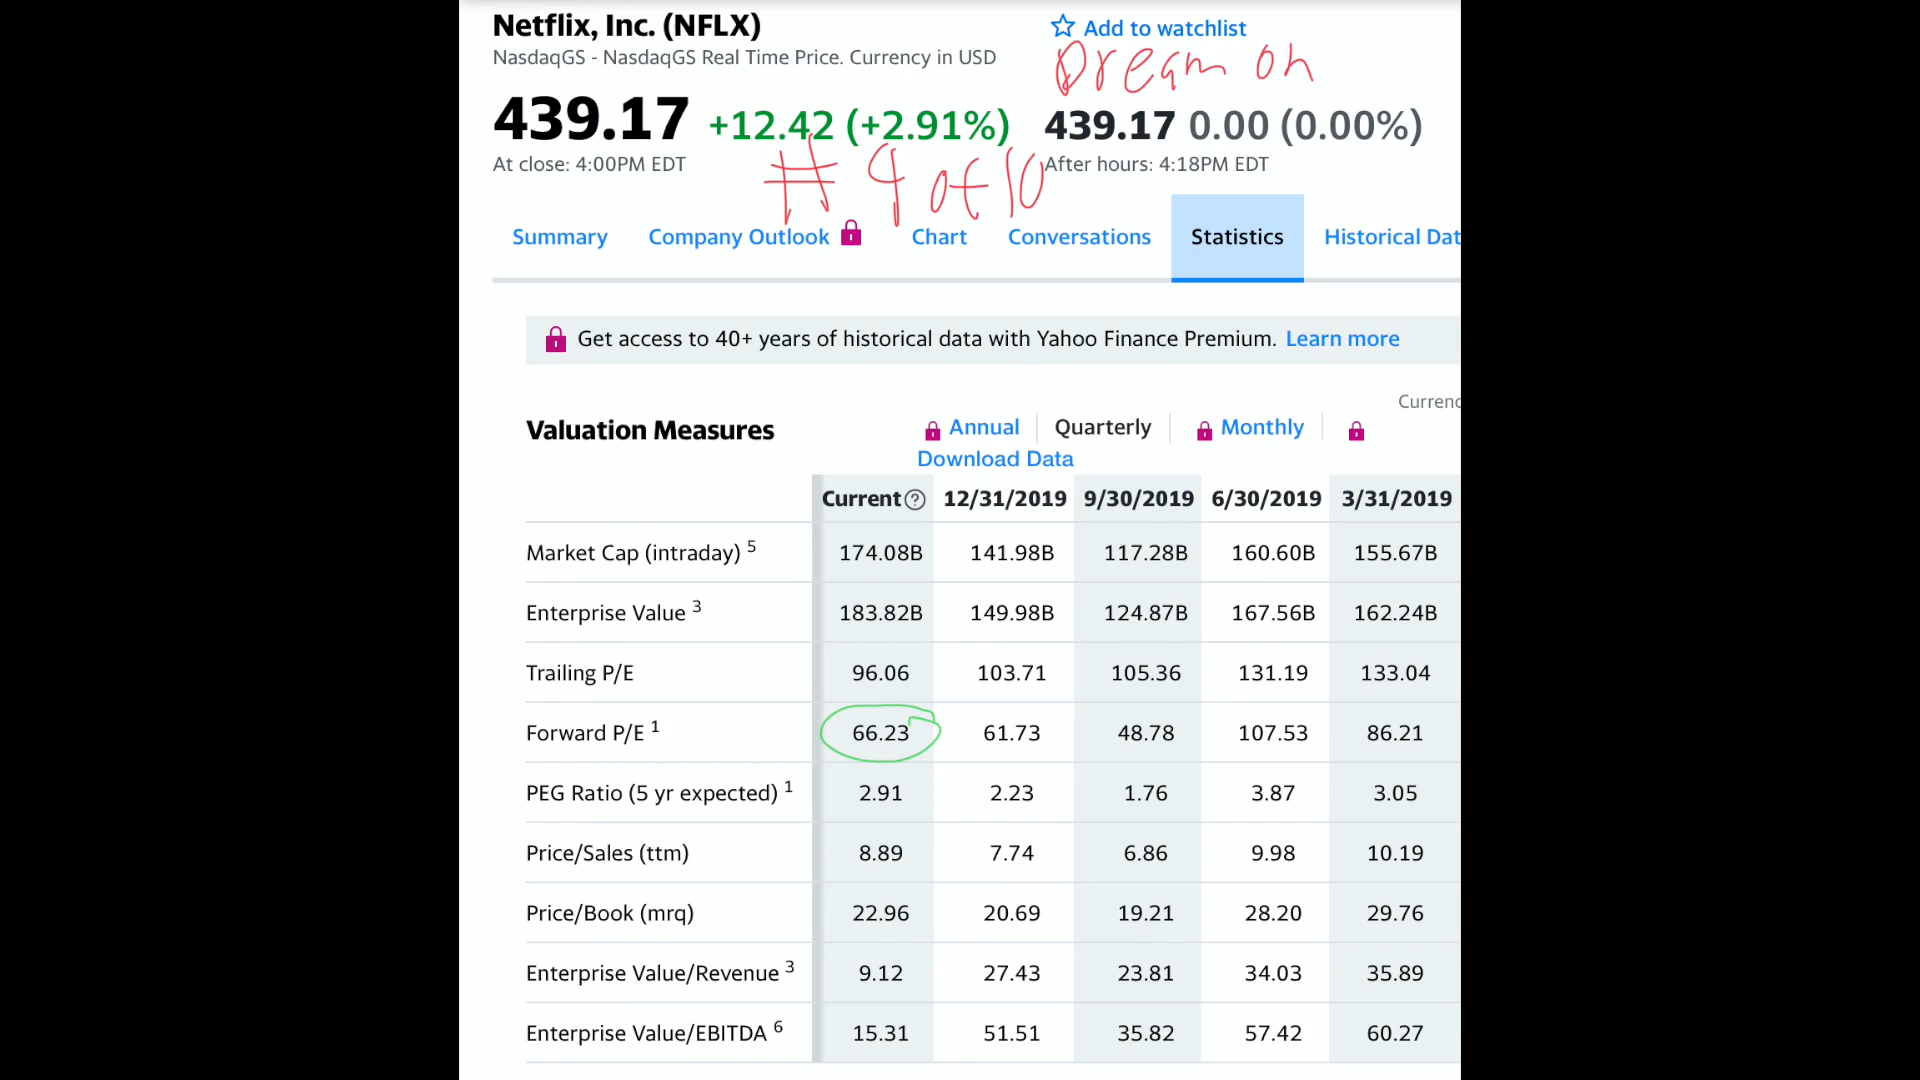 Netflix, Inc. (NFLX)
Add to watchlist
NasdaqGS - NasdaqGS Real Time Price. Currency in USD
Dream on
439.17 +12.42 (+2.91%)
439.17 0.00 (0.00%)
At close: 4:00PM EDT
After hours: 4:18PM EDT
# 9 of 10
Summary Company Outlook Chart Conversations Statistics Historical Dat
Get access to 40+ years of historical data with Yahoo Finance Premium. Learn more
Currenc
Valuation Measures
Annual Quarterly Monthly
Download Data
Current ? 12/31/2019 9/30/2019 6/30/2019 3/31/2019
Market Cap (intraday) 5 174.08B 141.98B 117.28B 160.60B 155.67B
Enterprise Value 3 183.82B 149.98B 124.87B 167.56B 162.24B
Trailing P/E 96.06 103.71 105.36 131.19 133.04
Forward P/E 1 66.23 61.73 48.78 107.53 86.21
PEG Ratio (5 yr expected) 1 2.91 2.23 1.76 3.87 3.05
Price/Sales (ttm) 8.89 7.74 6.86 9.98 10.19
Price/Book (mrq) 22.96 20.69 19.21 28.20 29.76
Enterprise Value/Revenue 3 9.12 27.43 23.81 34.03 35.89
Enterprise Value/EBITDA 6 15.31 51.51 35.82 57.42 60.27